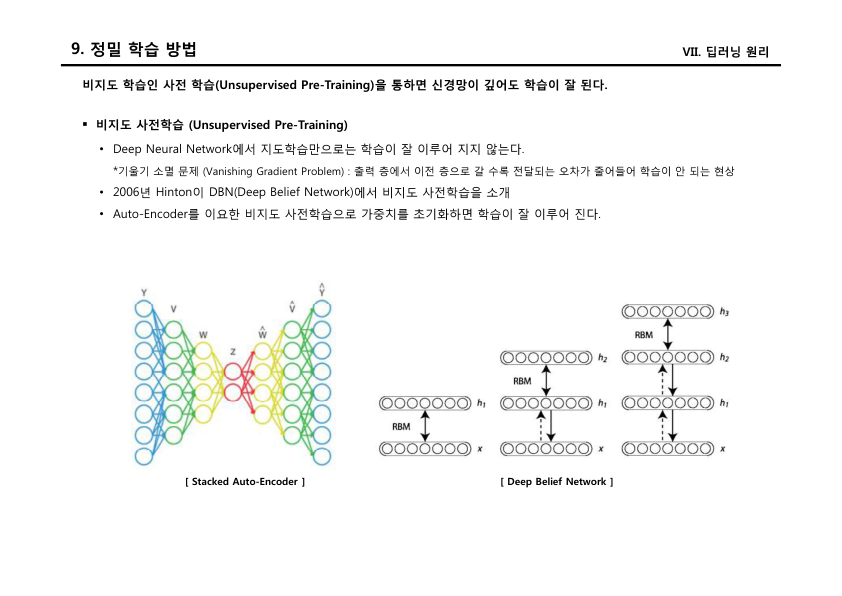 9. 정밀 학습 방법
VII. 딥러닝 원리
비지도 학습인 사전 학습(Unsupervised Pre-Training)을 통하면 신경망이 깊어도 학습이 잘 된다.
▪ 비지도 사전학습 (Unsupervised Pre-Training)
• Deep Neural Network에서 지도학습만으로는 학습이 잘 이루어 지지 않는다.
*기울기 소멸 문제 (Vanishing Gradient Problem) : 출력 층에서 이전 층으로 갈 수록 전달되는 오차가 줄어들어 학습이 안 되는 현상
• 2006년 Hinton이 DBN(Deep Belief Network)에서 비지도 사전학습을 소개
• Auto-Encoder를 이요한 비지도 사전학습으로 가중치를 초기화하면 학습이 잘 이루어 진다.
Y
V
W
Z
Ŵ
V̂
Ŷ
[ Stacked Auto-Encoder ]
h₁
RBM
x
h₂
RBM
h₁
x
h₃
RBM
h₂
h₁
x
[ Deep Belief Network ]